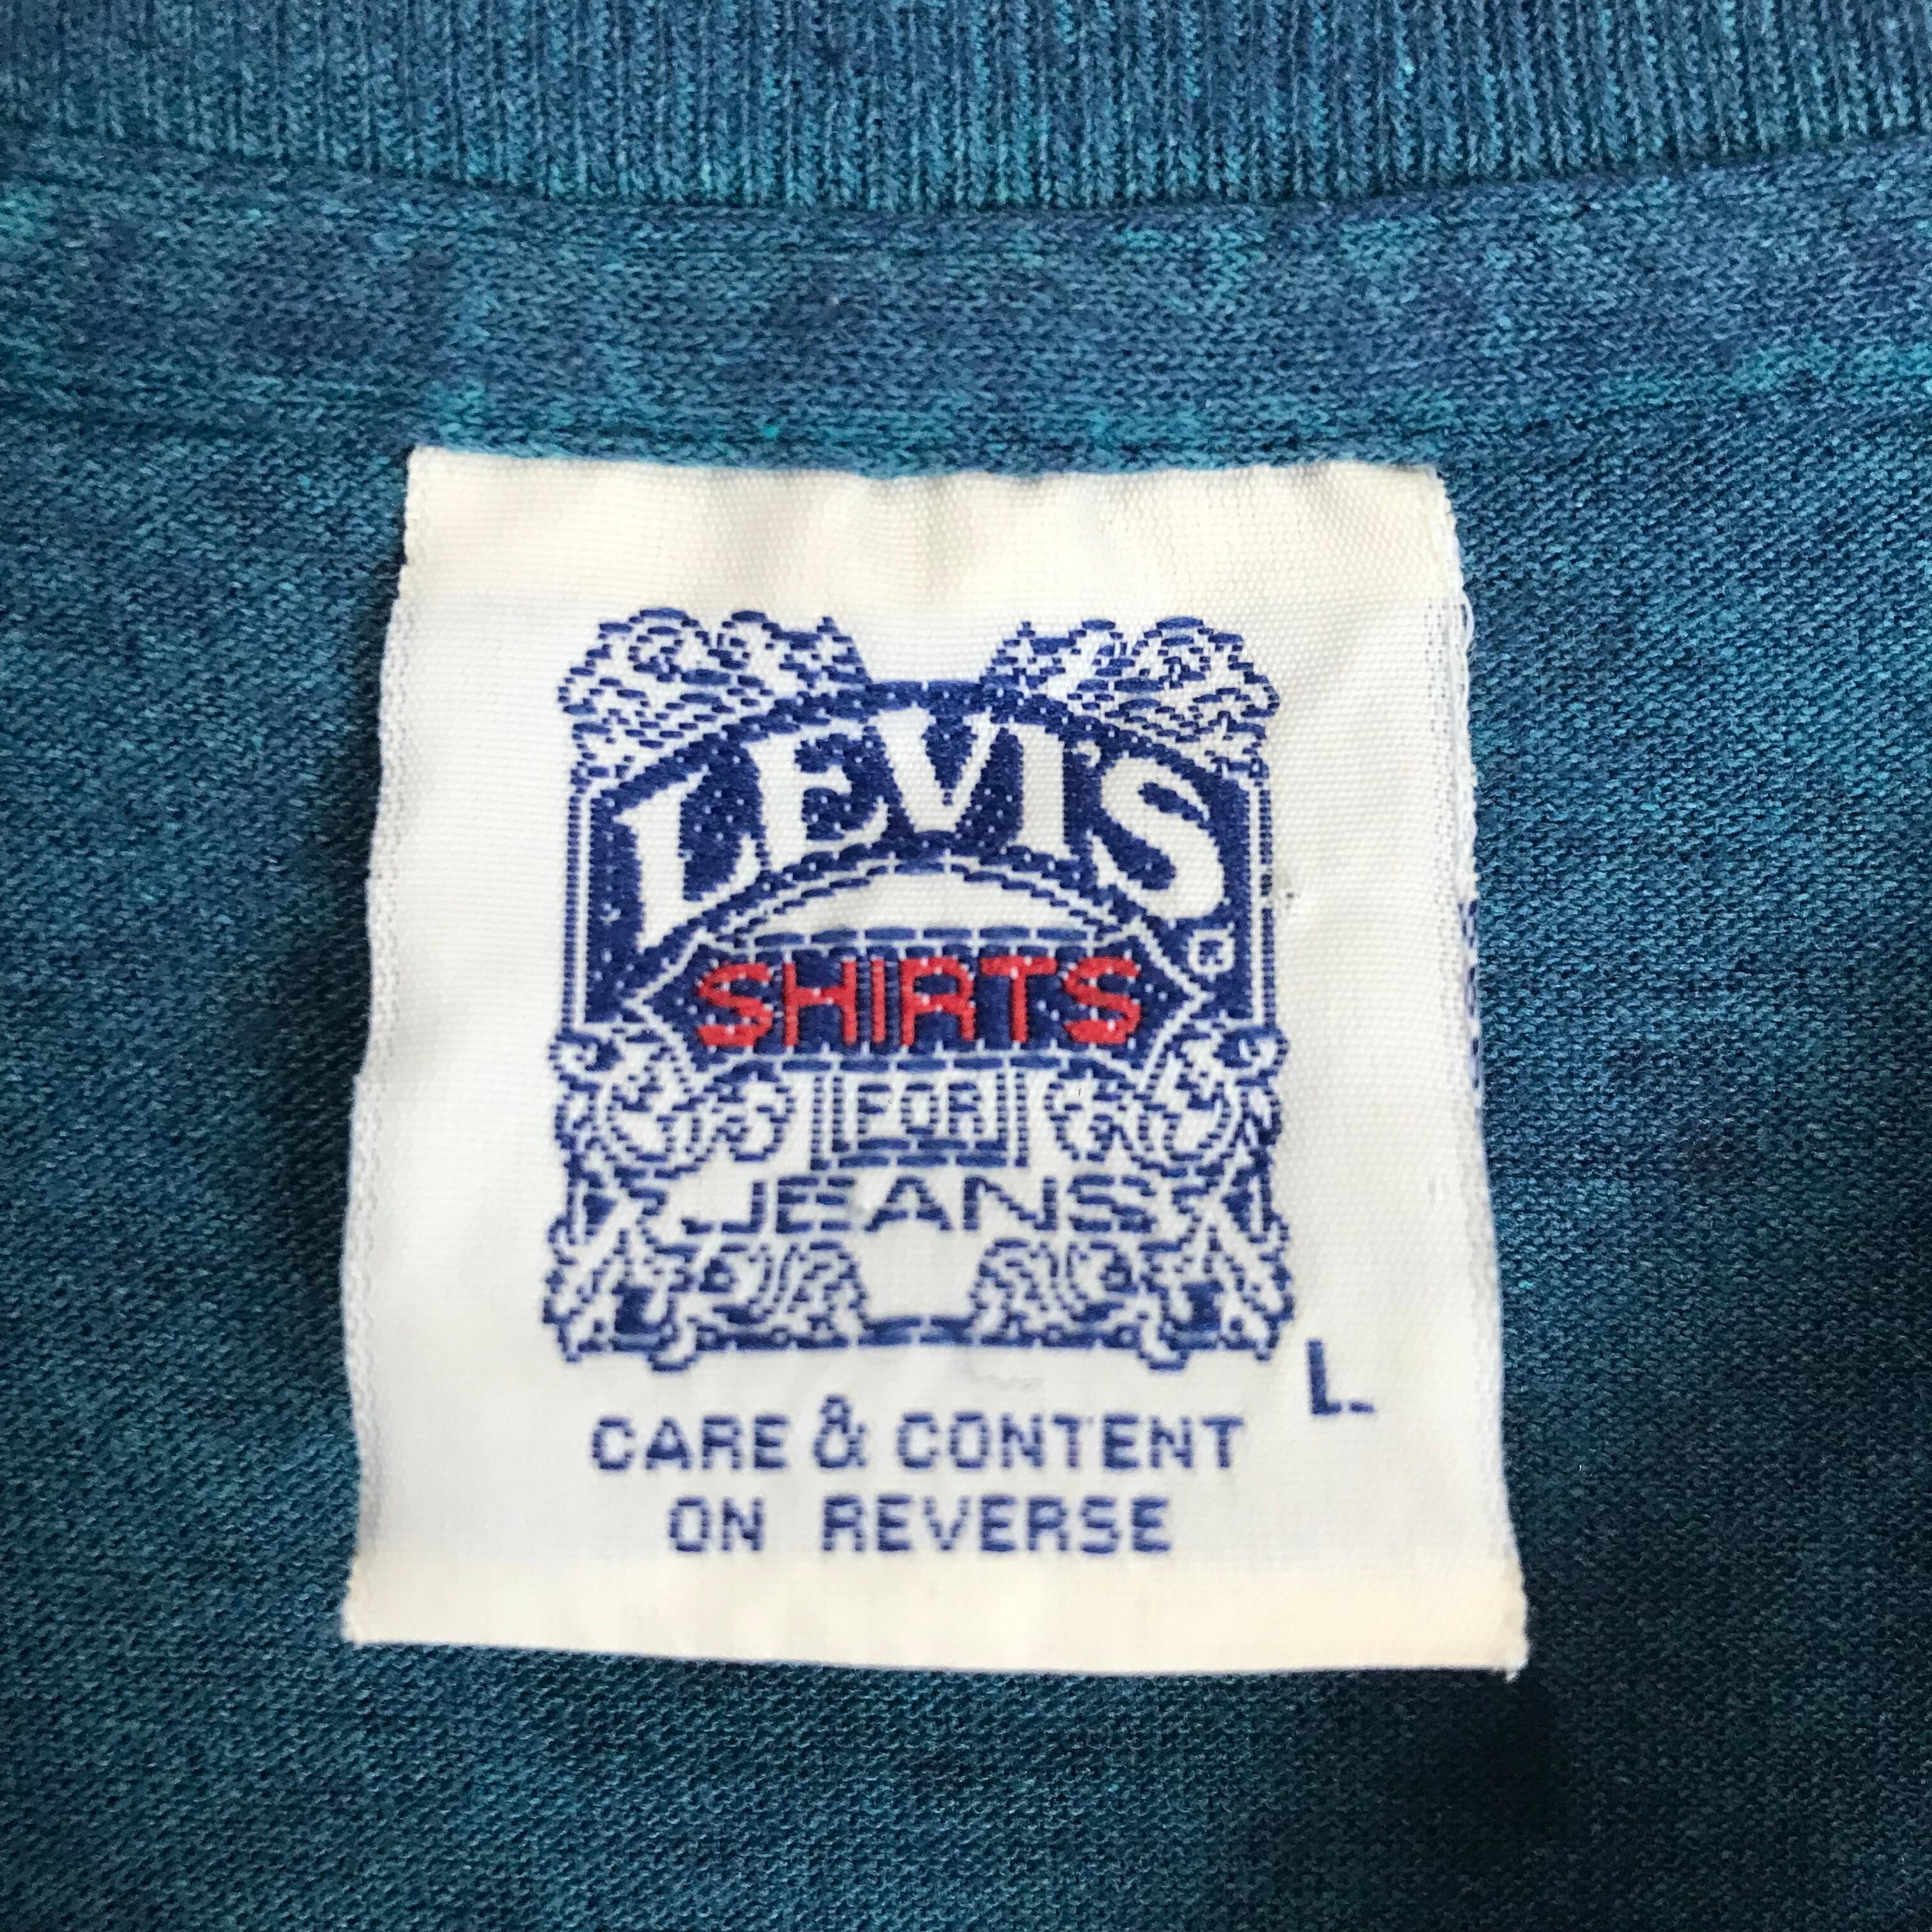 LEVI'S ®
SHIRTS
FOR
JEANS
L
CARE & CONTENT
ON REVERSE